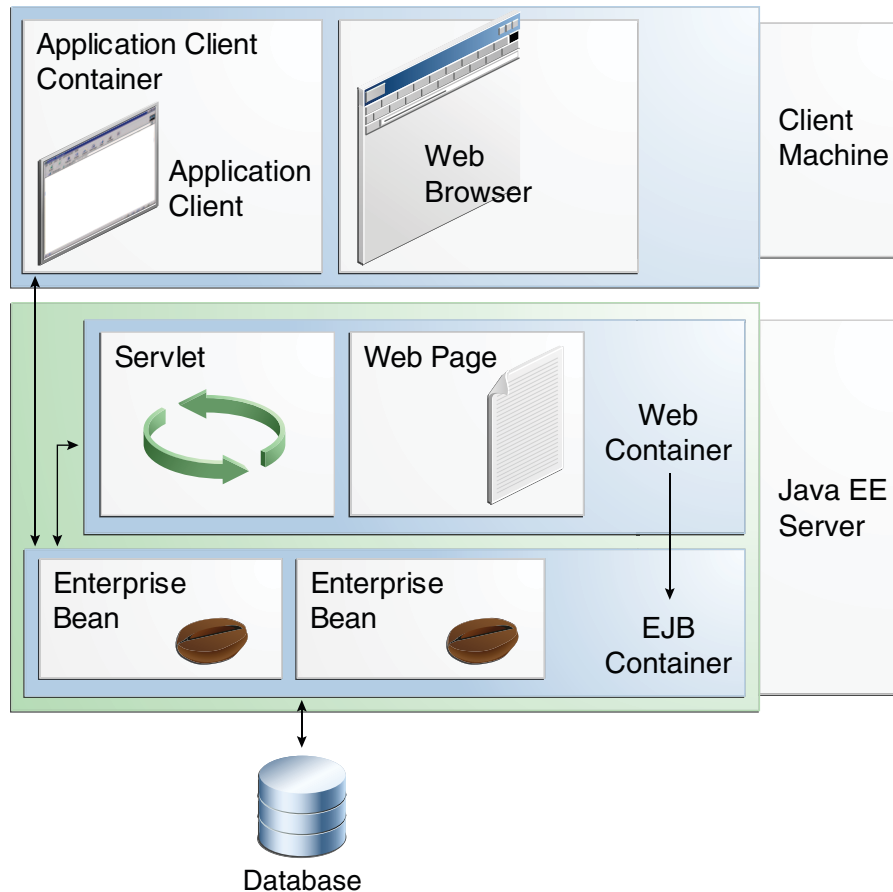 Application Client
Container
Application
Client
Web
Browser
Client
Machine
Servlet
Web Page
Web
Container
Java EE
Server
Enterprise
Bean
Enterprise
Bean
EJB
Container
Database